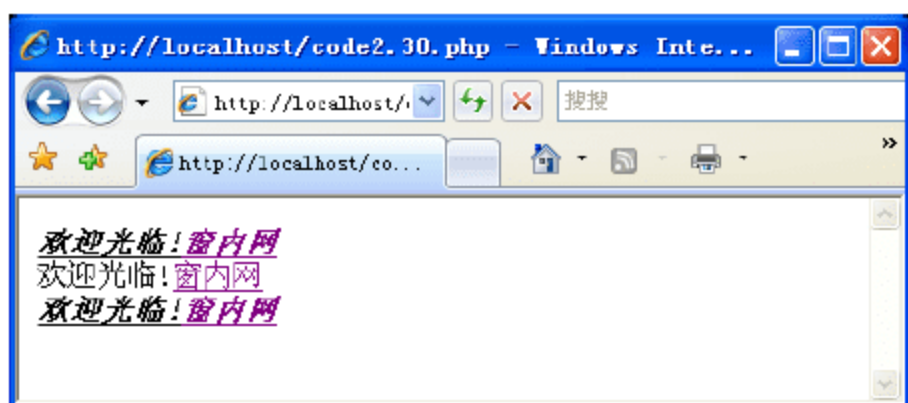 http://localhost/code2.30.php - Windows Inte...
http://localhost/
搜搜
http://localhost/co...
欢迎光临!窗内网
欢迎光临!窗内网
欢迎光临!窗内网